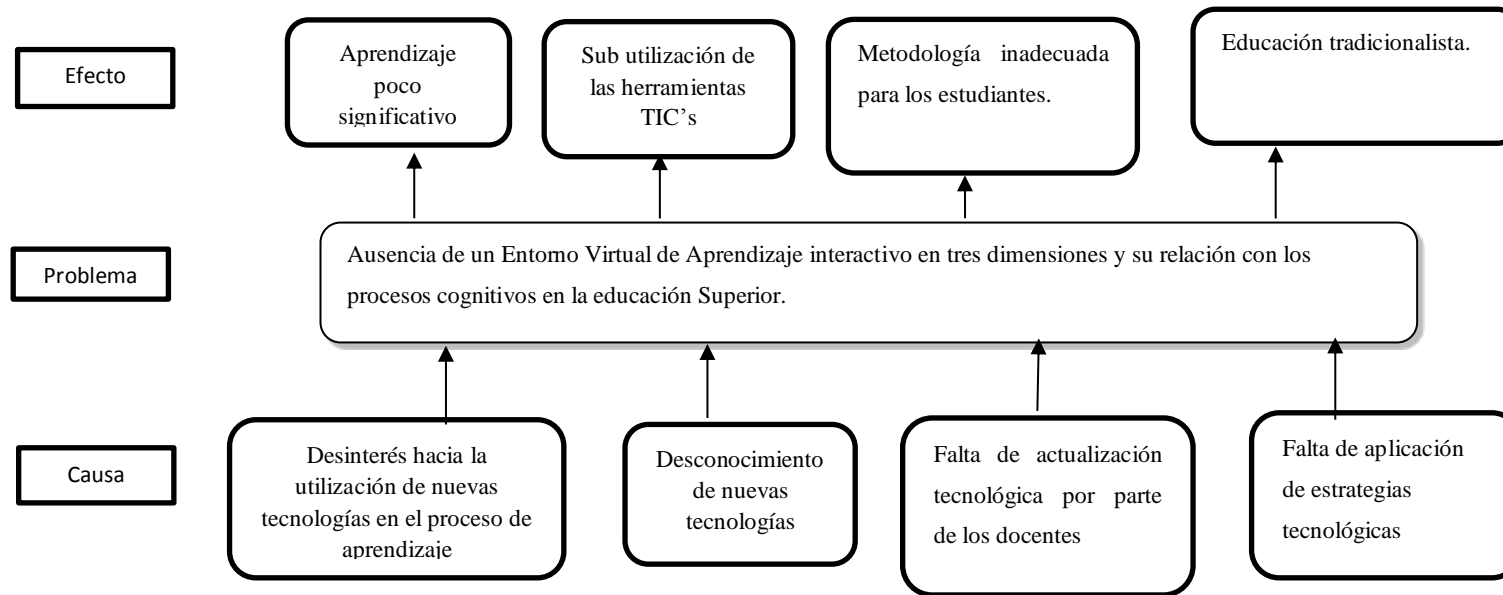 Efecto
Aprendizaje
poco
significativo
Sub utilización de
las herramientas
TIC’s
Metodología inadecuada
para los estudiantes.
Educación tradicionalista.
Problema
Ausencia de un Entorno Virtual de Aprendizaje interactivo en tres dimensiones y su relación con los
procesos cognitivos en la educación Superior.
Causa
Desinterés hacia la
utilización de nuevas
tecnologías en el proceso de
aprendizaje
Desconocimiento
de nuevas
tecnologías
Falta de actualización
tecnológica por parte
de los docentes
Falta de aplicación
de estrategias
tecnológicas